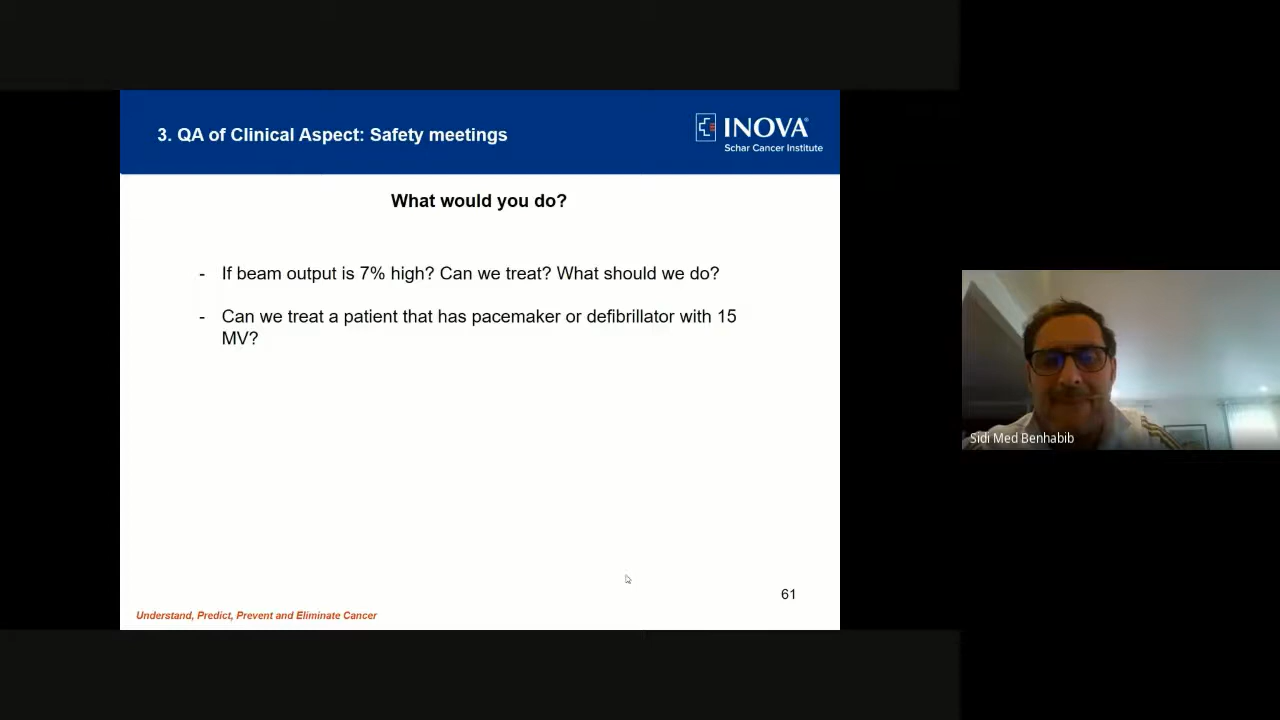 3. QA of Clinical Aspect: Safety meetings
INOVA®
Schar Cancer Institute
What would you do?
- If beam output is 7% high? Can we treat? What should we do?
- Can we treat a patient that has pacemaker or defibrillator with 15
MV?
Sidi Med Benhabib
61
Understand, Predict, Prevent and Eliminate Cancer